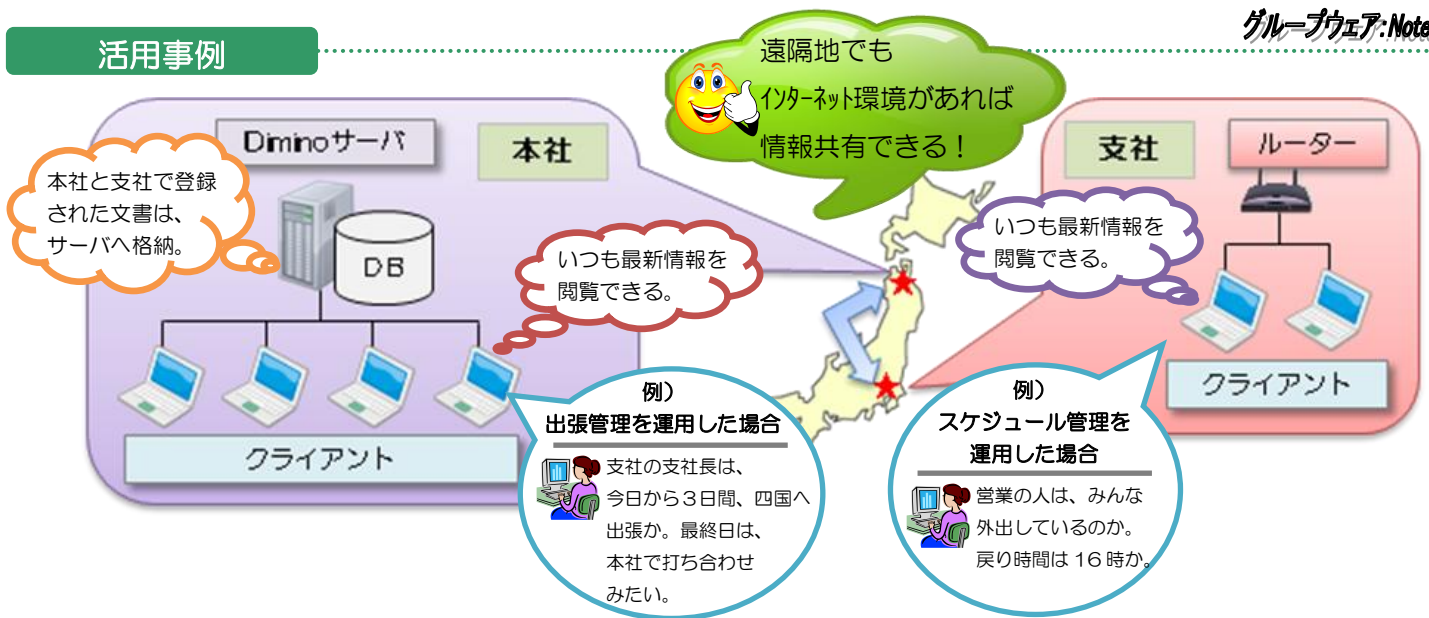 グループウェア:Note
活用事例
遠隔地でも
インターネット環境があれば
情報共有できる！
Diminoサーバ
本社
支社
ルーター
本社と支社で登録
された文書は、
サーバへ格納。
DB
いつも最新情報を
閲覧できる。
いつも最新情報を
閲覧できる。
クライアント
クライアント
例）
出張管理を運用した場合
支社の支社長は、
今日から３日間、四国へ
出張か。最終日は、
本社で打ち合わせ
みたい。
例）
スケジュール管理を
運用した場合
営業の人は、みんな
外出しているのか。
戻り時間は 16 時か。